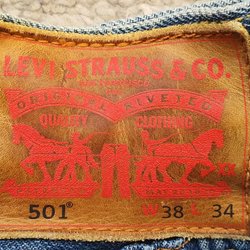 LEVI STRAUSS & CO.
ORIGINAL RIVETED
QUALITY CLOTHING
501® W 38 L 34